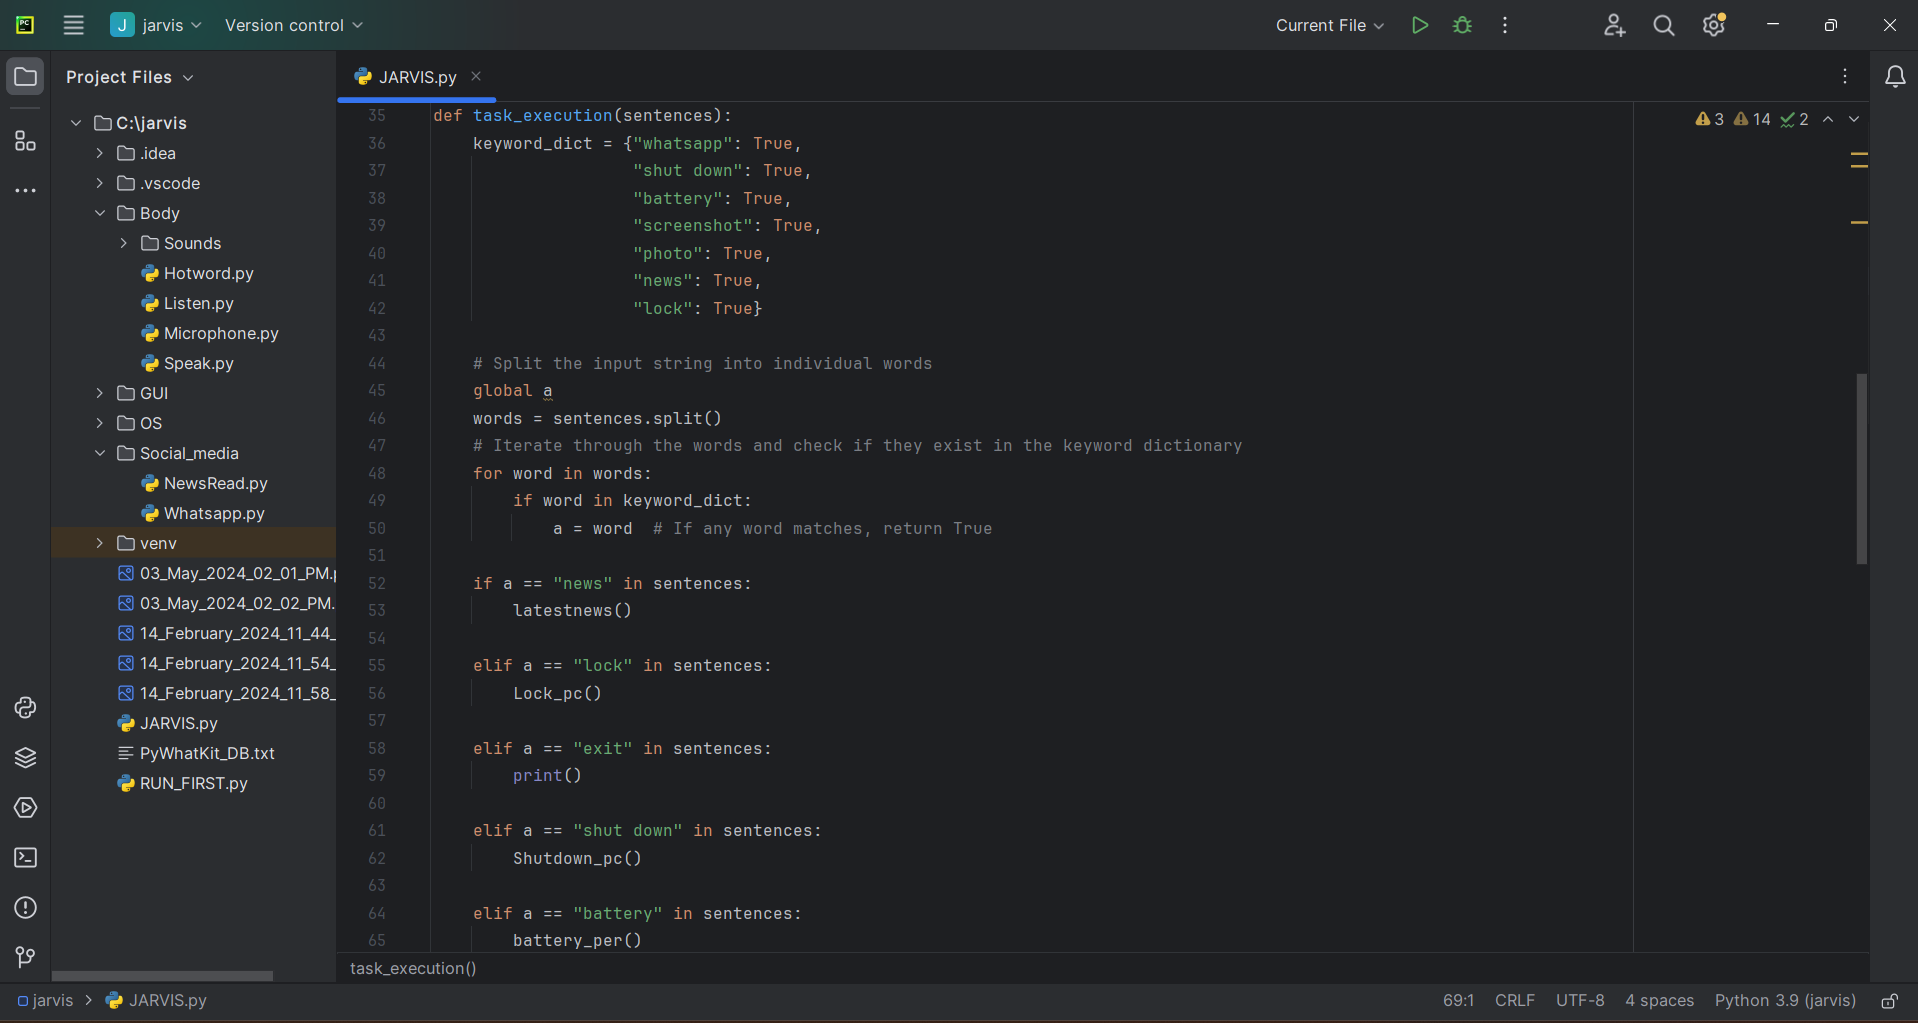 PC
J jarvis Version control Current File
Project Files
JARVIS.py
C:\jarvis
.idea
.vscode
Body
Sounds
Hotword.py
Listen.py
Microphone.py
Speak.py
GUI
OS
Social_media
NewsRead.py
Whatsapp.py
venv
03_May_2024_02_01_PM.p
03_May_2024_02_02_PM.
14_February_2024_11_44_
14_February_2024_11_54_
14_February_2024_11_58_
JARVIS.py
PyWhatKit_DB.txt
RUN_FIRST.py
3 14 2
35 def task_execution(sentences):
36     keyword_dict = {"whatsapp": True,
37                     "shut down": True,
38                     "battery": True,
39                     "screenshot": True,
40                     "photo": True,
41                     "news": True,
42                     "lock": True}
43
44     # Split the input string into individual words
45     global a
46     words = sentences.split()
47     # Iterate through the words and check if they exist in the keyword dictionary
48     for word in words:
49         if word in keyword_dict:
50             a = word  # If any word matches, return True
51
52     if a == "news" in sentences:
53         latestnews()
54
55     elif a == "lock" in sentences:
56         Lock_pc()
57
58     elif a == "exit" in sentences:
59         print()
60
61     elif a == "shut down" in sentences:
62         Shutdown_pc()
63
64     elif a == "battery" in sentences:
65         battery_per()
task_execution()
jarvis > JARVIS.py
69:1 CRLF UTF-8 4 spaces Python 3.9 (jarvis)